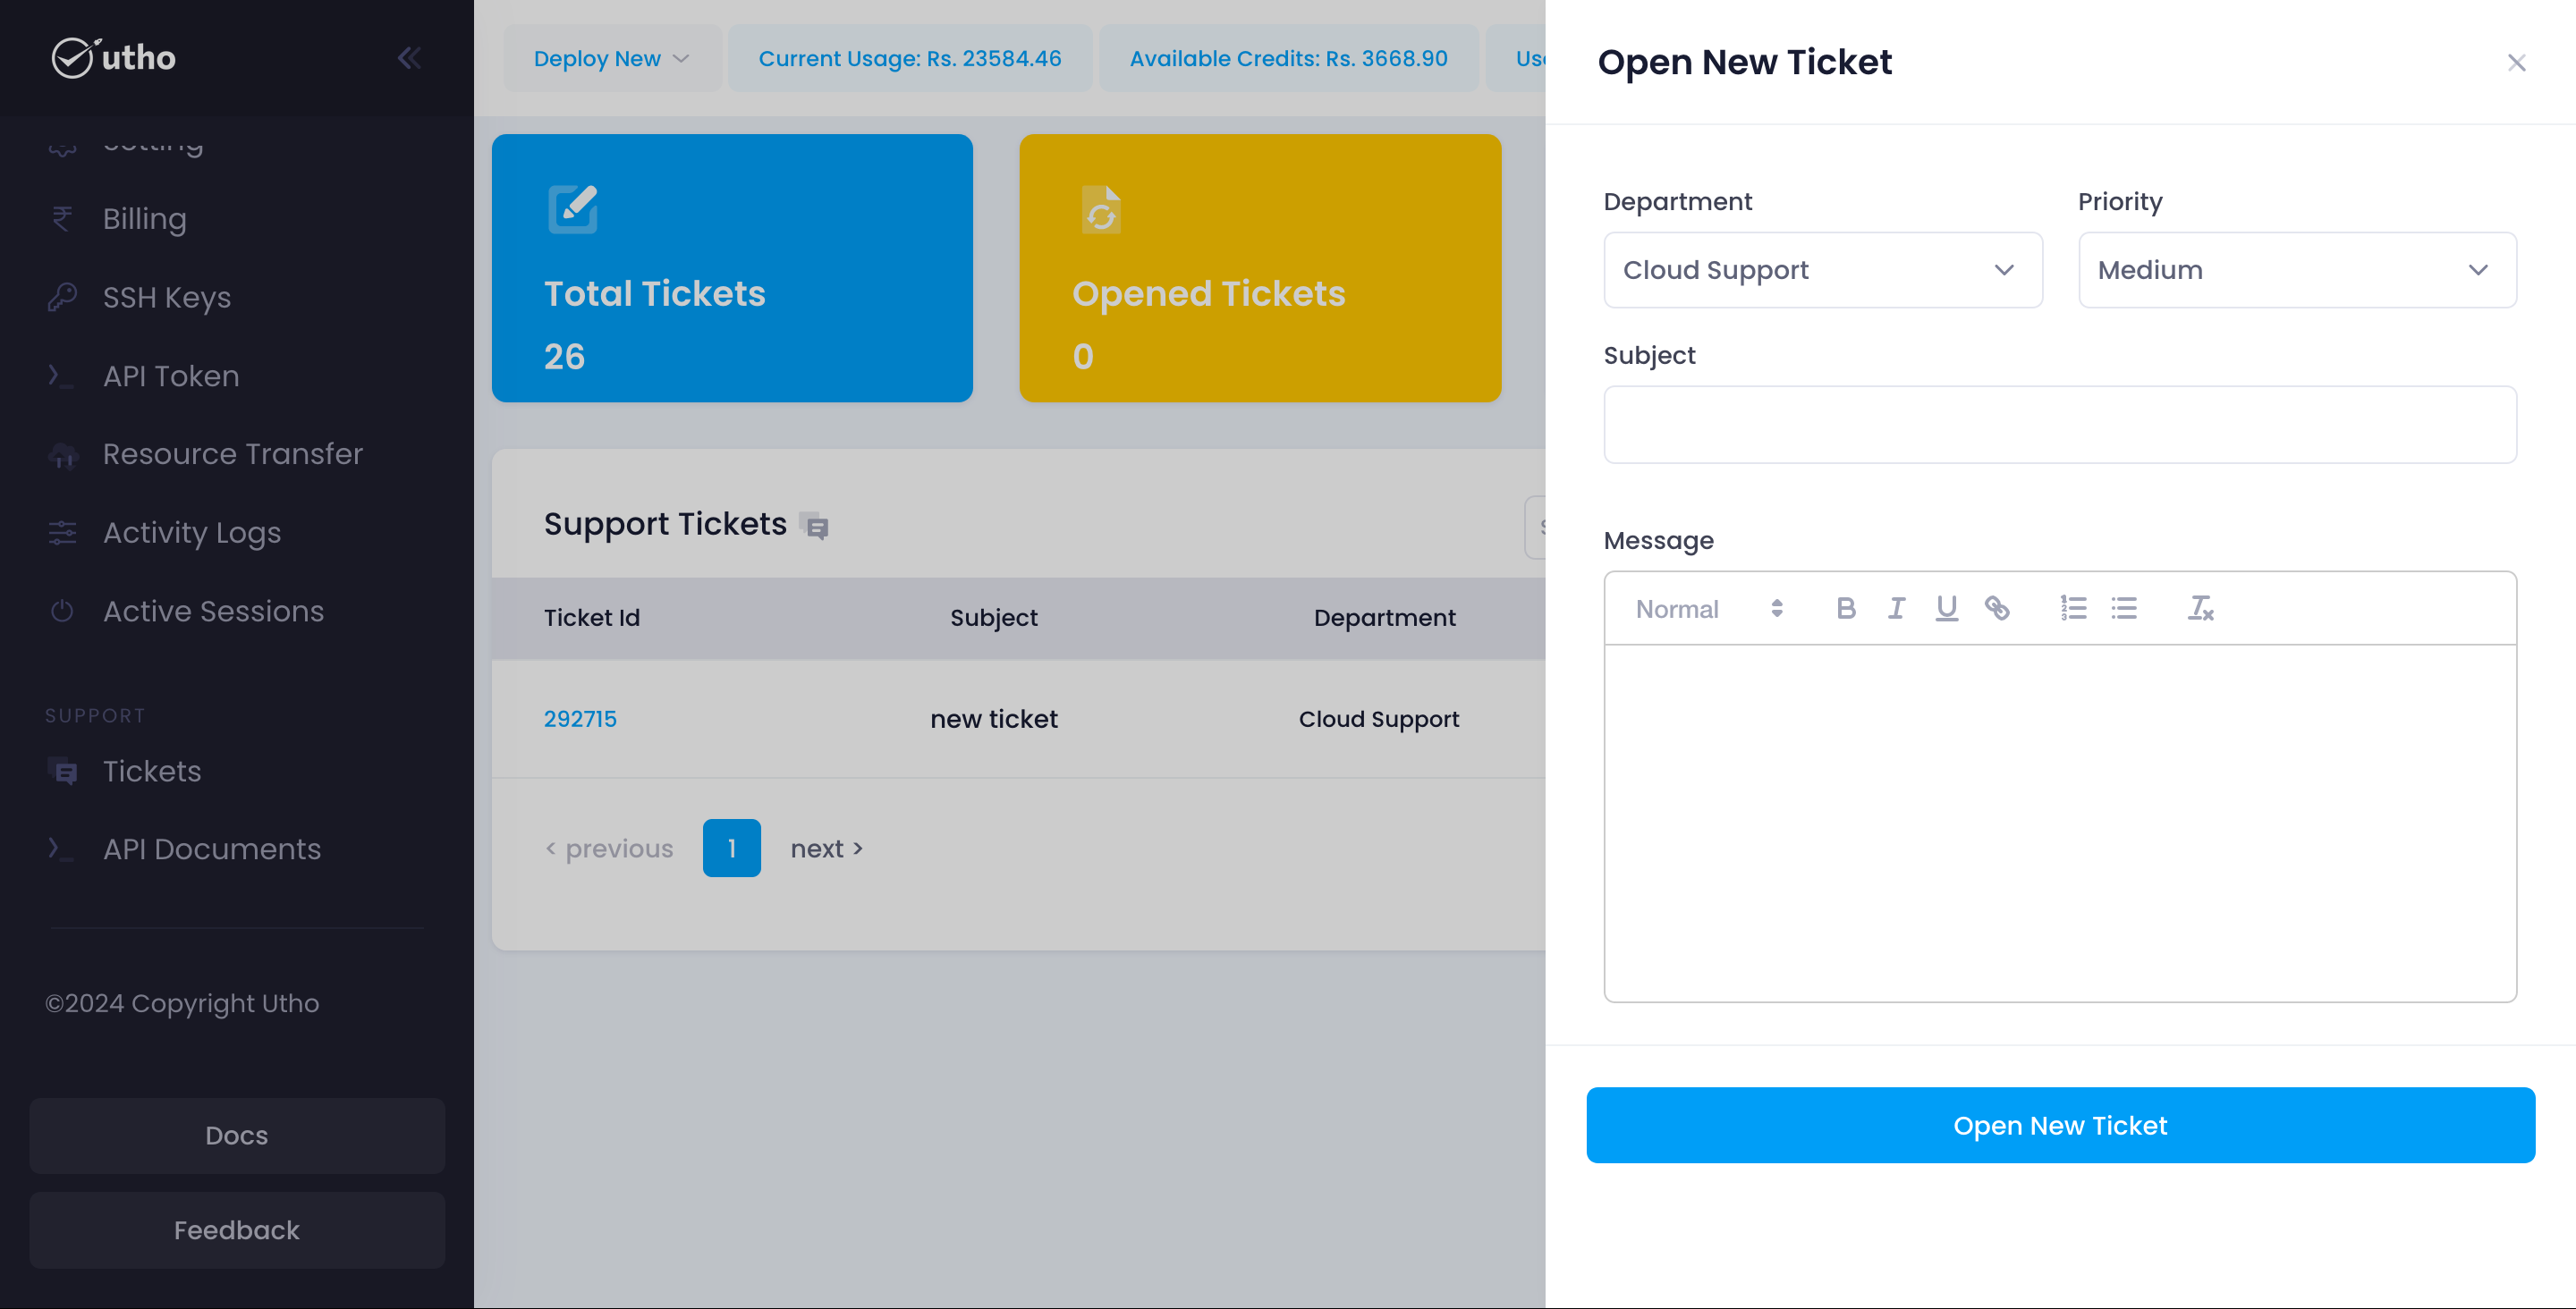 utho
Setting
Billing
SSH Keys
API Token
Resource Transfer
Activity Logs
Active Sessions
SUPPORT
Tickets
API Documents
©2024 Copyright Utho
Docs
Feedback
Deploy New
Current Usage: Rs. 23584.46
Available Credits: Rs. 3668.90
Total Tickets
26
Opened Tickets
0
Support Tickets
Ticket Id Subject Department
292715 new ticket Cloud Support
< previous 1 next >
Open New Ticket
Department
Cloud Support
Priority
Medium
Subject
Message
Normal
Open New Ticket